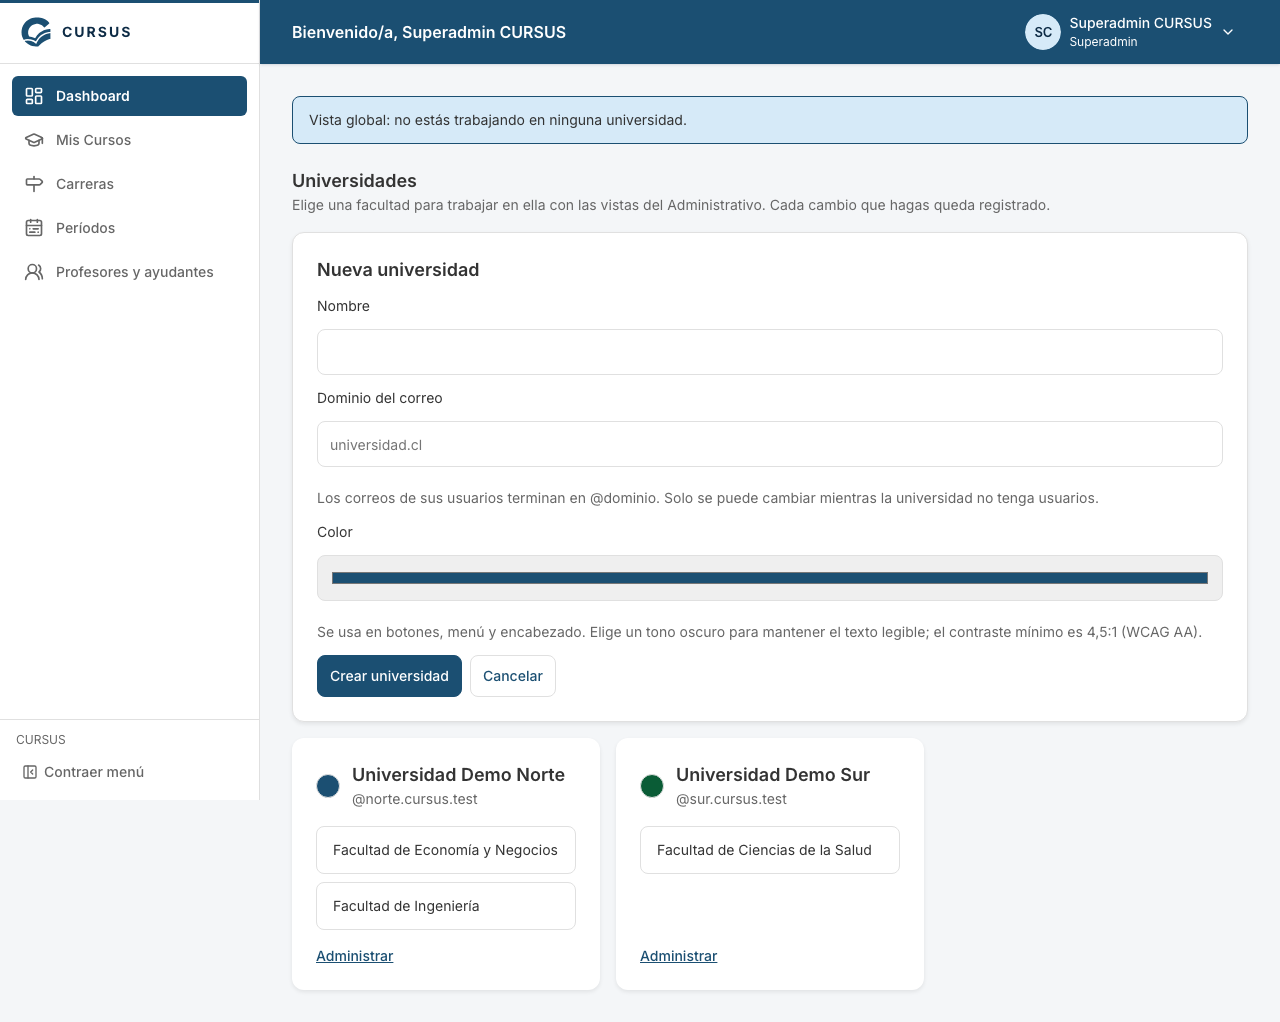 CURSUS
Bienvenido/a, Superadmin CURSUS
SC
Superadmin CURSUS
Superadmin
Dashboard
Mis Cursos
Carreras
Períodos
Profesores y ayudantes
CURSUS
Contraer menú
Vista global: no estás trabajando en ninguna universidad.
Universidades
Elige una facultad para trabajar en ella con las vistas del Administrativo. Cada cambio que hagas queda registrado.
Nueva universidad
Nombre
Dominio del correo
universidad.cl
Los correos de sus usuarios terminan en @dominio. Solo se puede cambiar mientras la universidad no tenga usuarios.
Color
Se usa en botones, menú y encabezado. Elige un tono oscuro para mantener el texto legible; el contraste mínimo es 4,5:1 (WCAG AA).
Crear universidad
Cancelar
Universidad Demo Norte
@norte.cursus.test
Facultad de Economía y Negocios
Facultad de Ingeniería
Administrar
Universidad Demo Sur
@sur.cursus.test
Facultad de Ciencias de la Salud
Administrar